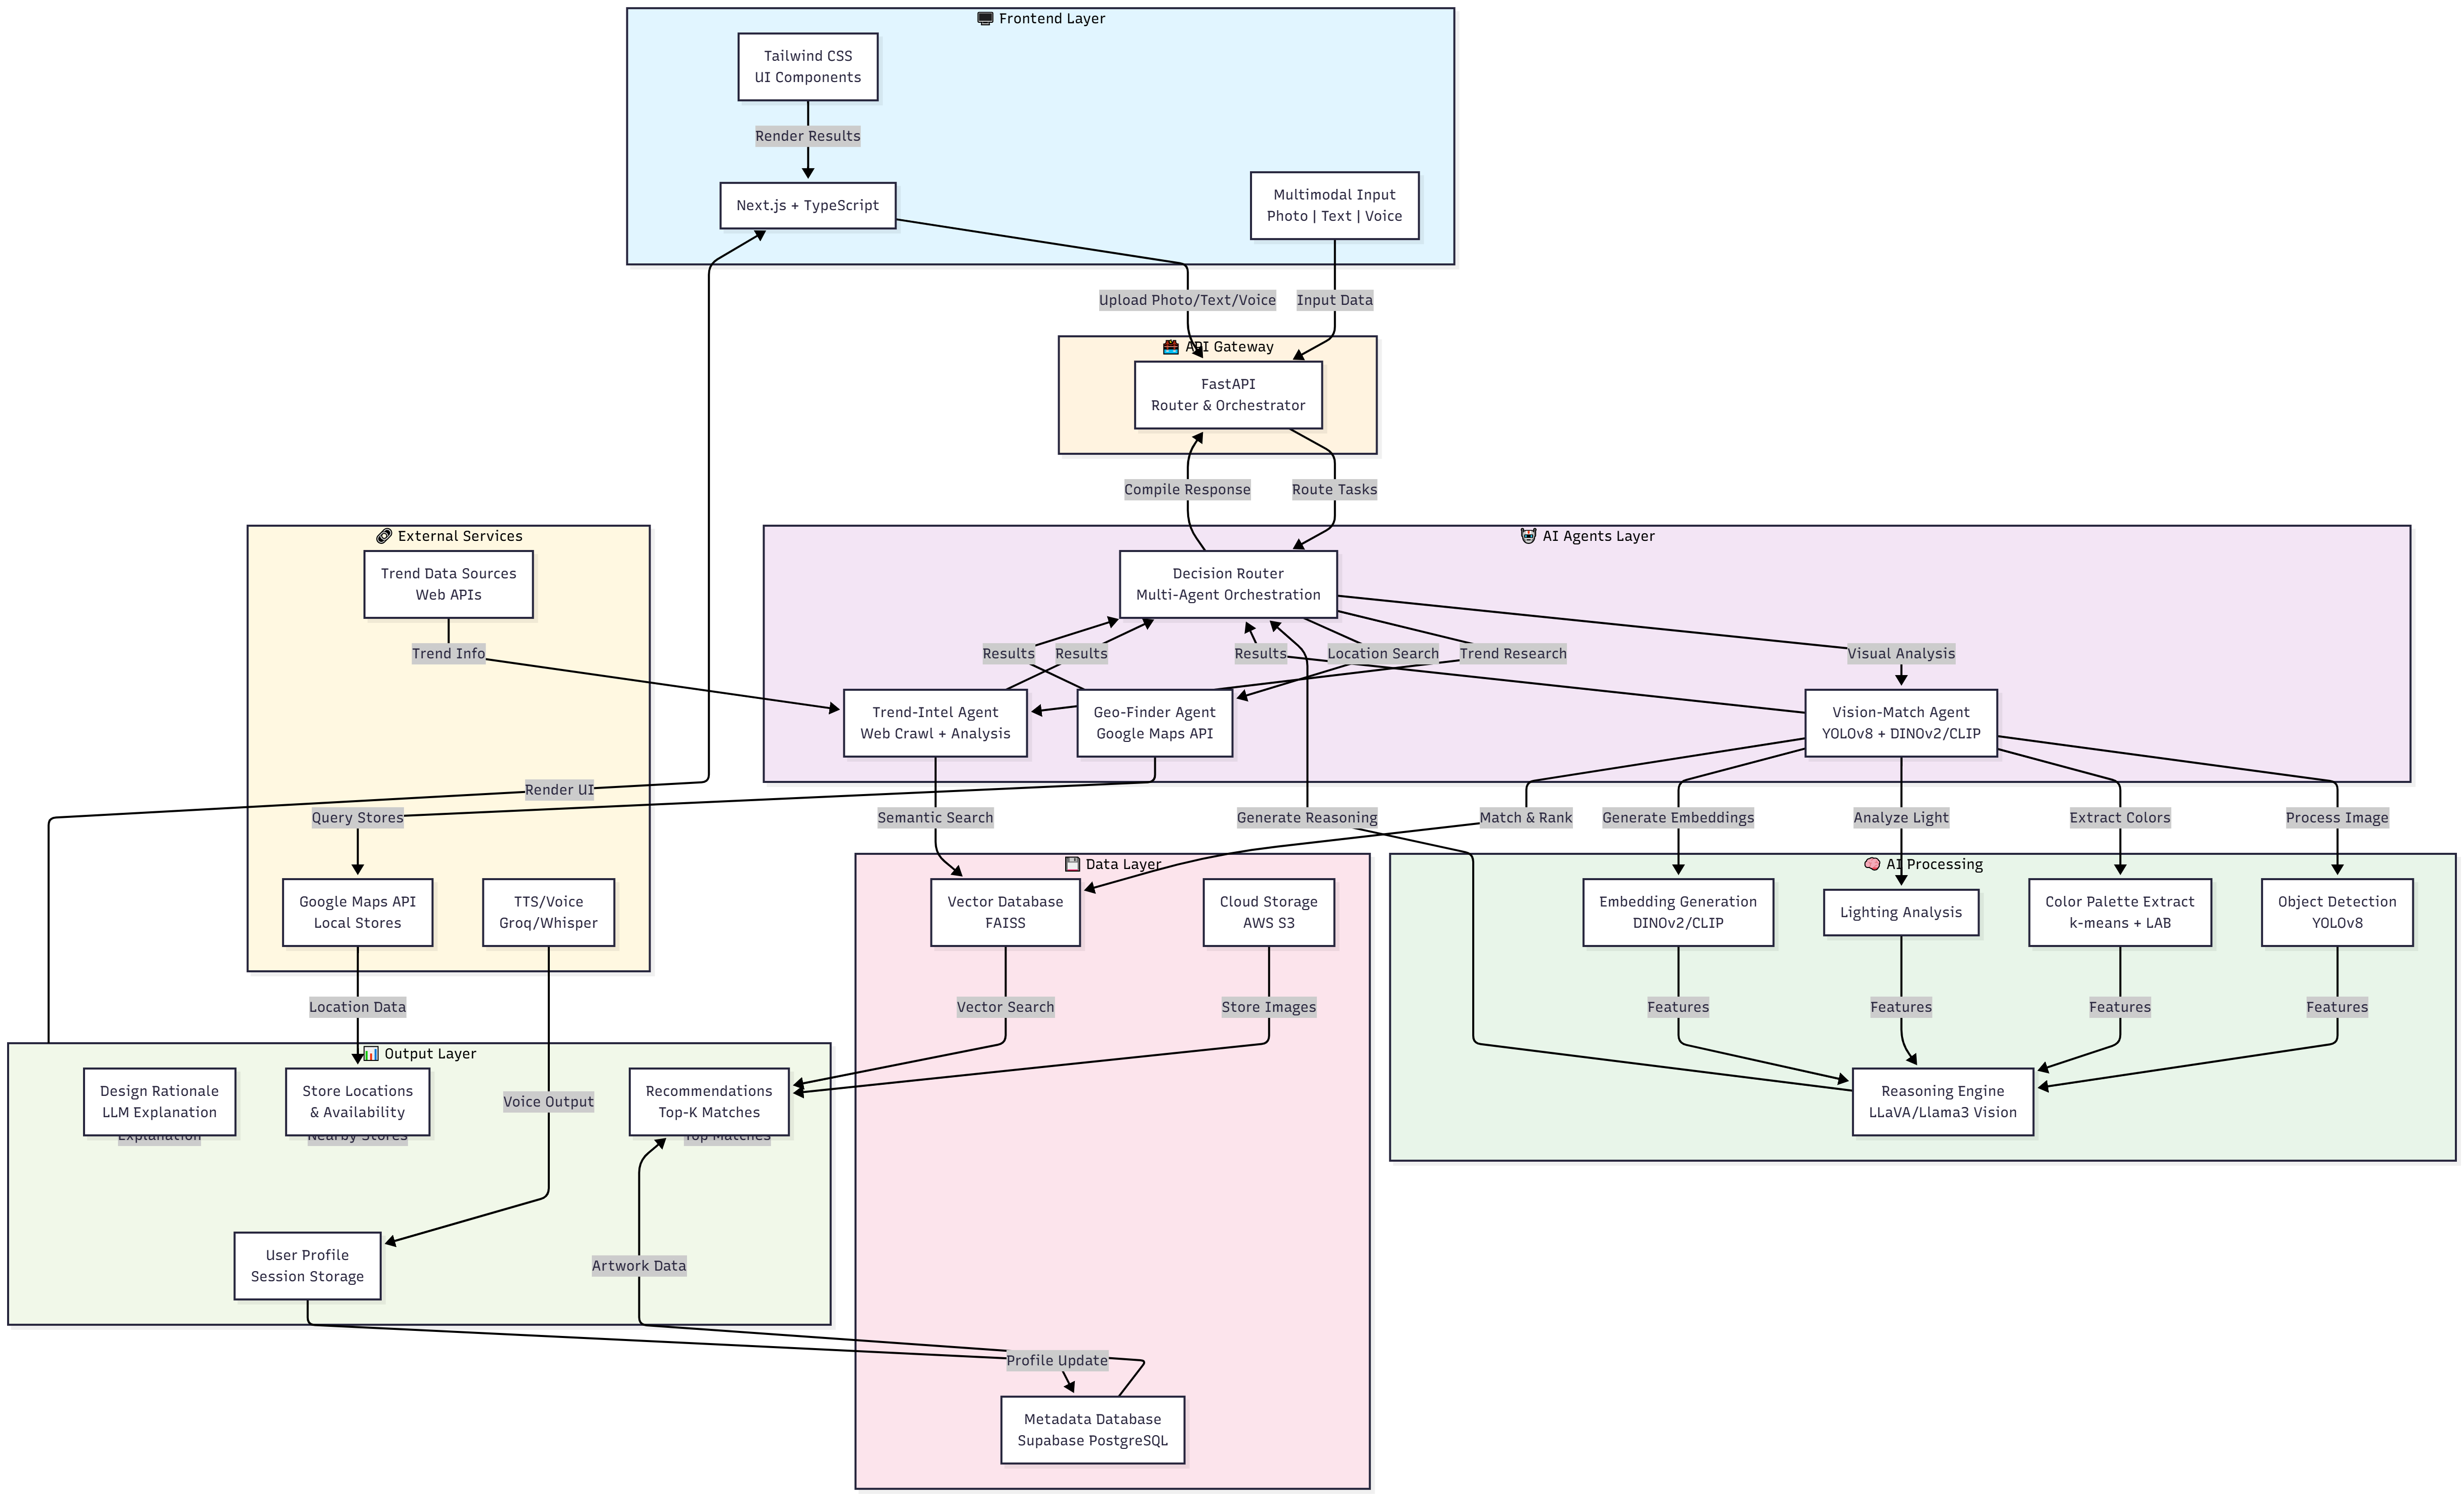 Frontend Layer
Tailwind CSS
UI Components
Render Results
Next.js + TypeScript
Multimodal Input
Photo | Text | Voice
Upload Photo/Text/Voice
Input Data
API Gateway
FastAPI
Router & Orchestrator
Compile Response
Route Tasks
External Services
Trend Data Sources
Web APIs
Trend Info
AI Agents Layer
Decision Router
Multi-Agent Orchestration
Results
Results
Results
Location Search
Trend Research
Visual Analysis
Trend-Intel Agent
Web Crawl + Analysis
Geo-Finder Agent
Google Maps API
Vision-Match Agent
YOLOv8 + DINOv2/CLIP
Render UI
Query Stores
Semantic Search
Generate Reasoning
Match & Rank
Generate Embeddings
Analyze Light
Extract Colors
Process Image
Google Maps API
Local Stores
TTS/Voice
Groq/Whisper
Data Layer
Vector Database
FAISS
Cloud Storage
AWS S3
AI Processing
Embedding Generation
DINOv2/CLIP
Lighting Analysis
Color Palette Extract
k-means + LAB
Object Detection
YOLOv8
Location Data
Vector Search
Store Images
Features
Features
Features
Features
Output Layer
Design Rationale
LLM Explanation
Explanation
Store Locations
& Availability
Nearby Stores
Voice Output
Recommendations
Top-K Matches
Top Matches
Reasoning Engine
LLaVA/Llama3 Vision
User Profile
Session Storage
Artwork Data
Profile Update
Metadata Database
Supabase PostgreSQL